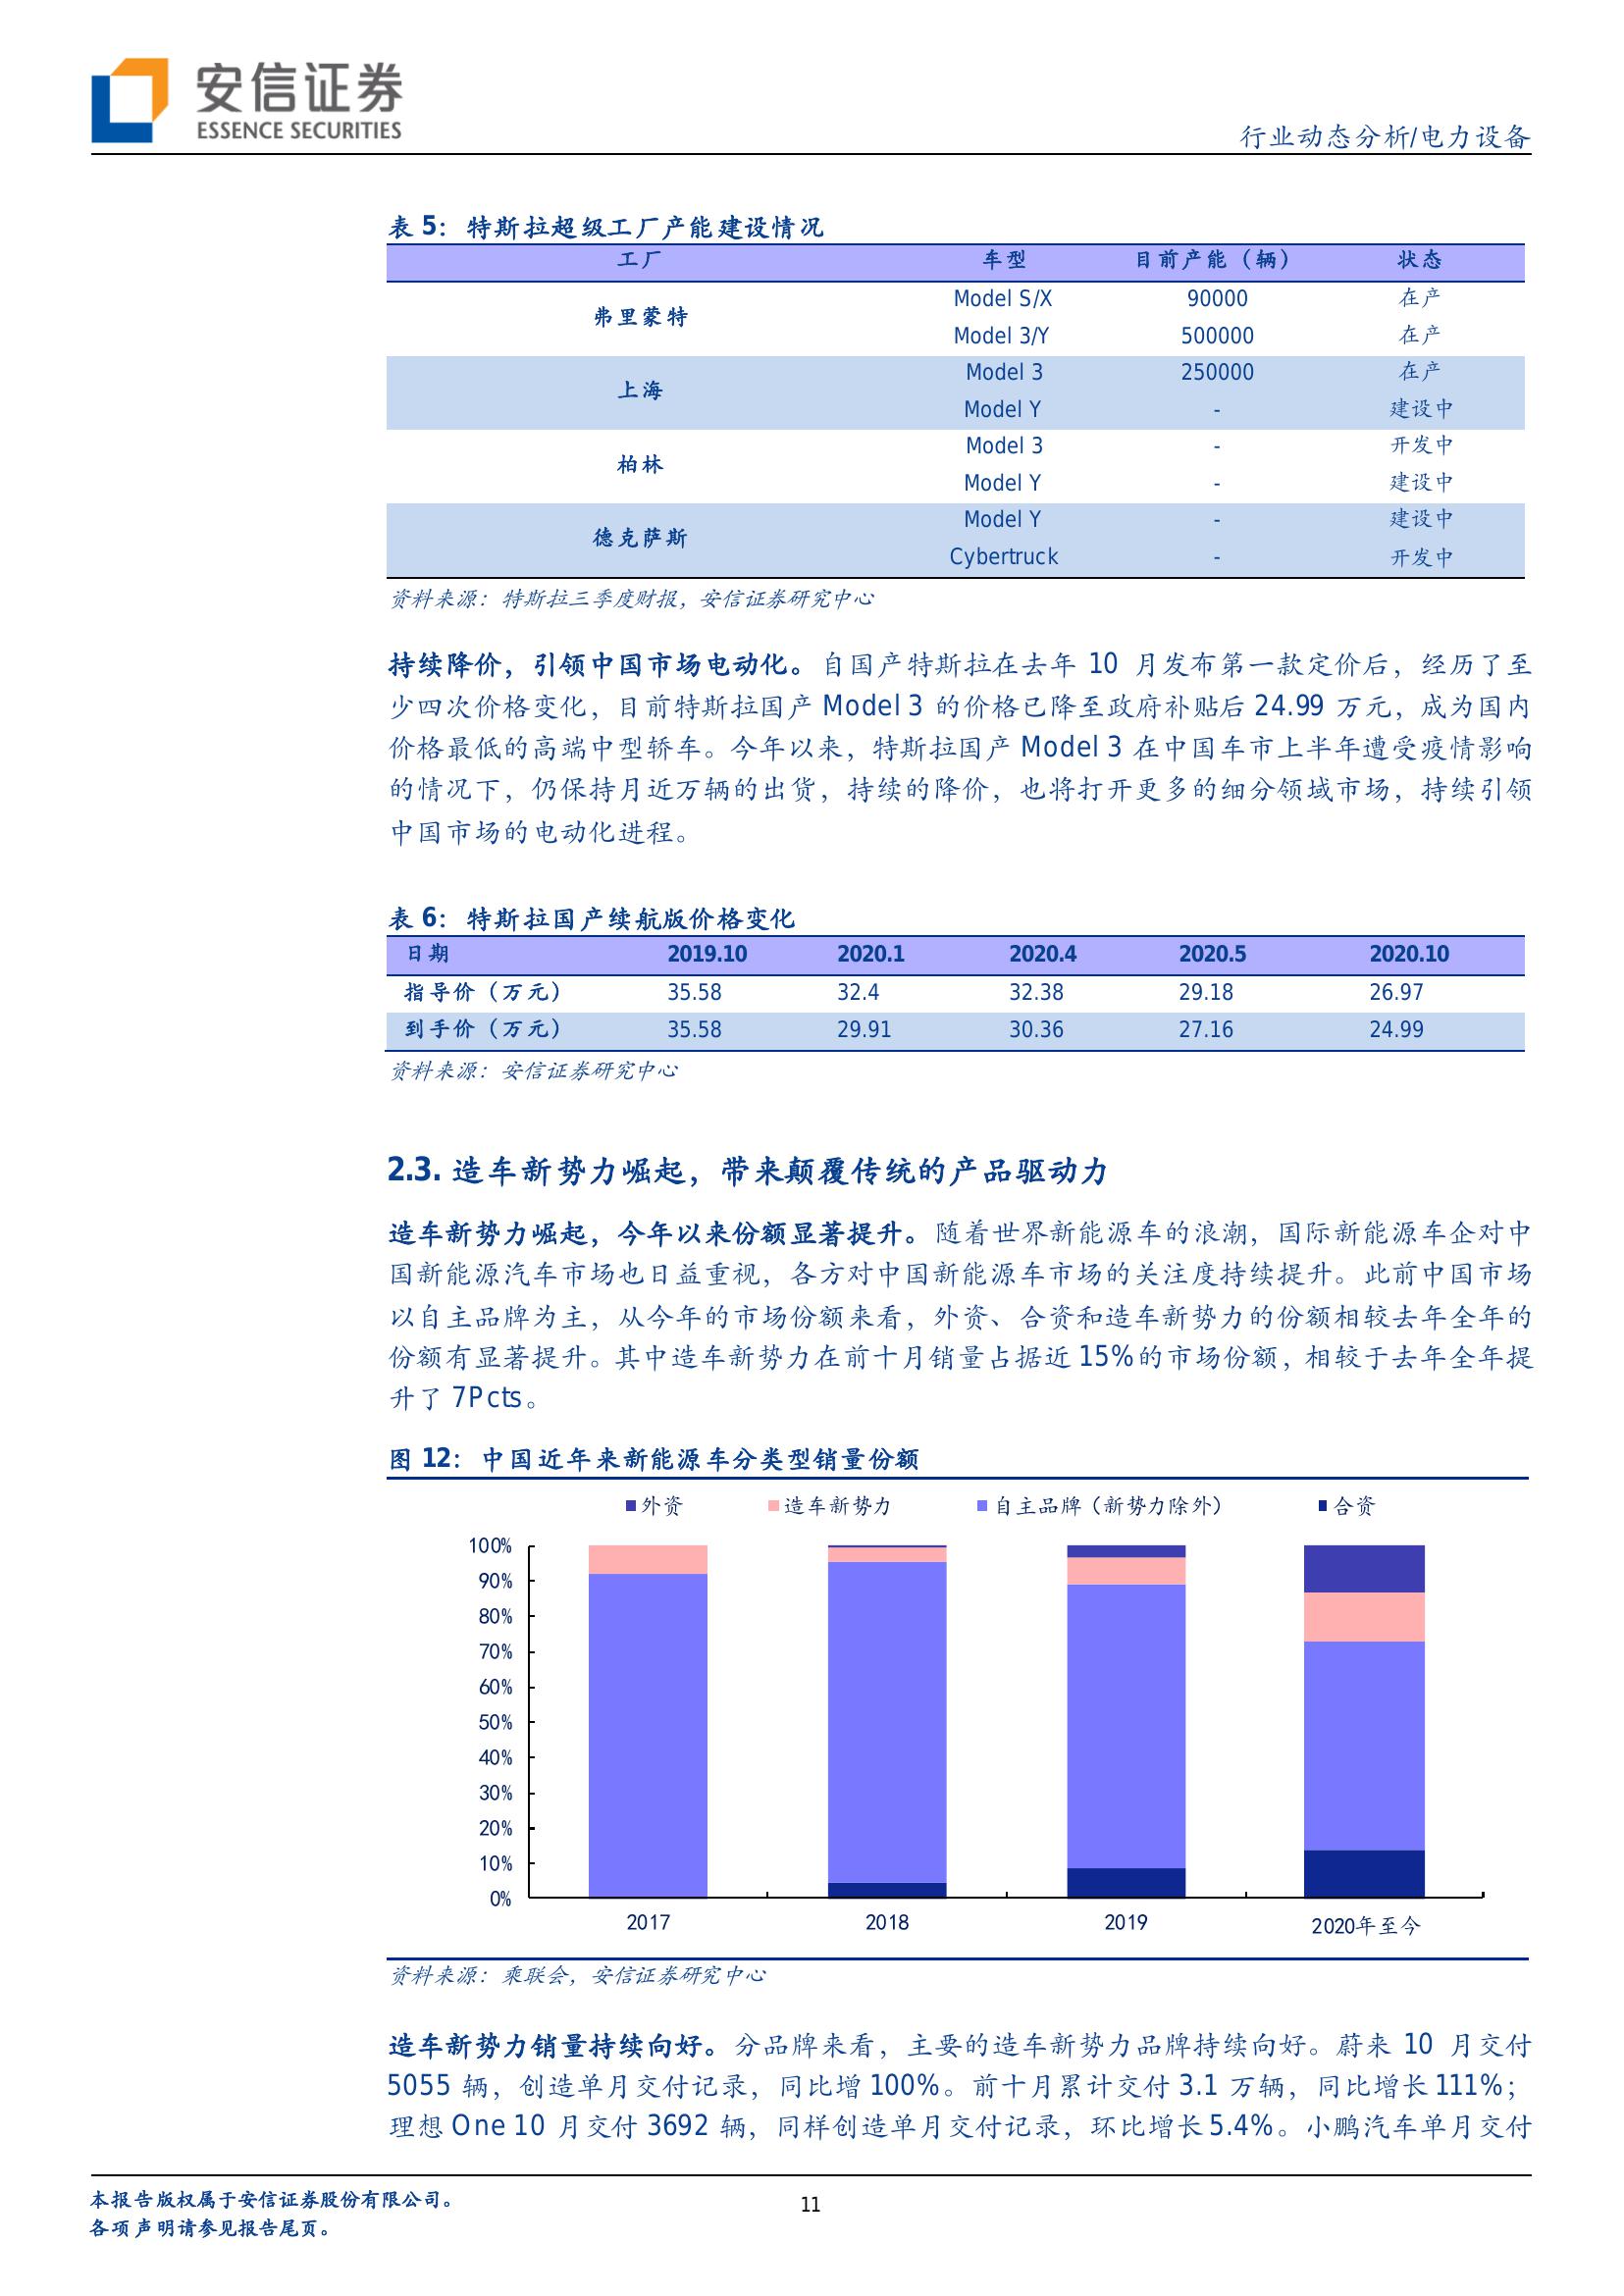 安信证券
ESSENCE SECURITIES
行业动态分析/电力设备
表 5：特斯拉超级工厂产能建设情况
工厂 车型 目前产能（辆） 状态
弗里蒙特 Model S/X 90000 在产
Model 3/Y 500000 在产
上海 Model 3 250000 在产
Model Y - 建设中
柏林 Model 3 - 开发中
Model Y - 建设中
德克萨斯 Model Y - 建设中
Cybertruck - 开发中
资料来源：特斯拉三季度财报，安信证券研究中心
持续降价，引领中国市场电动化。自国产特斯拉在去年 10 月发布第一款定价后，经历了至
少四次价格变化，目前特斯拉国产 Model 3 的价格已降至政府补贴后 24.99 万元，成为国内
价格最低的高端中型轿车。今年以来，特斯拉国产 Model 3 在中国车市上半年遭受疫情影响
的情况下，仍保持月近万辆的出货，持续的降价，也将打开更多的细分领域市场，持续引领
中国市场的电动化进程。
表 6：特斯拉国产续航版价格变化
日期 2019.10 2020.1 2020.4 2020.5 2020.10
指导价（万元） 35.58 32.4 32.38 29.18 26.97
到手价（万元） 35.58 29.91 30.36 27.16 24.99
资料来源：安信证券研究中心
2.3. 造车新势力崛起，带来颠覆传统的产品驱动力
造车新势力崛起，今年以来份额显著提升。随着世界新能源车的浪潮，国际新能源车企对中
国新能源汽车市场也日益重视，各方对中国新能源车市场的关注度持续提升。此前中国市场
以自主品牌为主，从今年的市场份额来看，外资、合资和造车新势力的份额相较去年全年的
份额有显著提升。其中造车新势力在前十月销量占据近 15%的市场份额，相较于去年全年提
升了 7Pcts。
图 12：中国近年来新能源车分类型销量份额
外资 造车新势力 自主品牌（新势力除外） 合资
100%
90%
80%
70%
60%
50%
40%
30%
20%
10%
0%
2017 2018 2019 2020年至今
资料来源：乘联会，安信证券研究中心
造车新势力销量持续向好。分品牌来看，主要的造车新势力品牌持续向好。蔚来 10 月交付
5055 辆，创造单月交付记录，同比增 100%。前十月累计交付 3.1 万辆，同比增长 111%；
理想 One 10 月交付 3692 辆，同样创造单月交付记录，环比增长 5.4%。小鹏汽车单月交付
本报告版权属于安信证券股份有限公司。
各项声明请参见报告尾页。
11